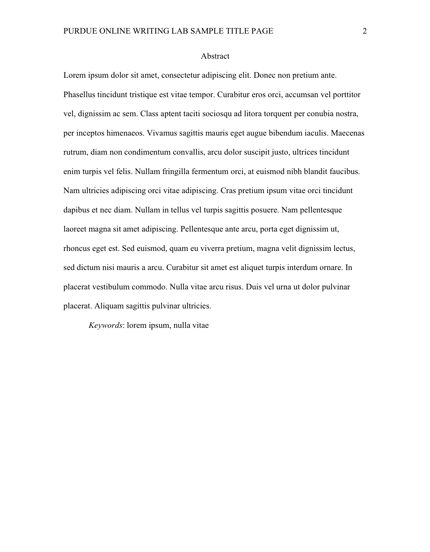 PURDUE ONLINE WRITING LAB SAMPLE TITLE PAGE 2
Abstract
Lorem ipsum dolor sit amet, consectetur adipiscing elit. Donec non pretium ante.
Phasellus tincidunt tristique est vitae tempor. Curabitur eros orci, accumsan vel porttitor
vel, dignissim ac sem. Class aptent taciti sociosqu ad litora torquent per conubia nostra,
per inceptos himenaeos. Vivamus sagittis mauris eget augue bibendum iaculis. Maecenas
rutrum, diam non condimentum convallis, arcu dolor suscipit justo, ultrices tincidunt
enim turpis vel felis. Nullam fringilla fermentum orci, at euismod nibh blandit faucibus.
Nam ultricies adipiscing orci vitae adipiscing. Cras pretium ipsum vitae orci tincidunt
dapibus et nec diam. Nullam in tellus vel turpis sagittis posuere. Nam pellentesque
laoreet magna sit amet adipiscing. Pellentesque ante arcu, porta eget dignissim ut,
rhoncus eget est. Sed euismod, quam eu viverra pretium, magna velit dignissim lectus,
sed dictum nisi mauris a arcu. Curabitur sit amet est aliquet turpis interdum ornare. In
placerat vestibulum commodo. Nulla vitae arcu risus. Duis vel urna ut dolor pulvinar
placerat. Aliquam sagittis pulvinar ultricies.
Keywords: lorem ipsum, nulla vitae